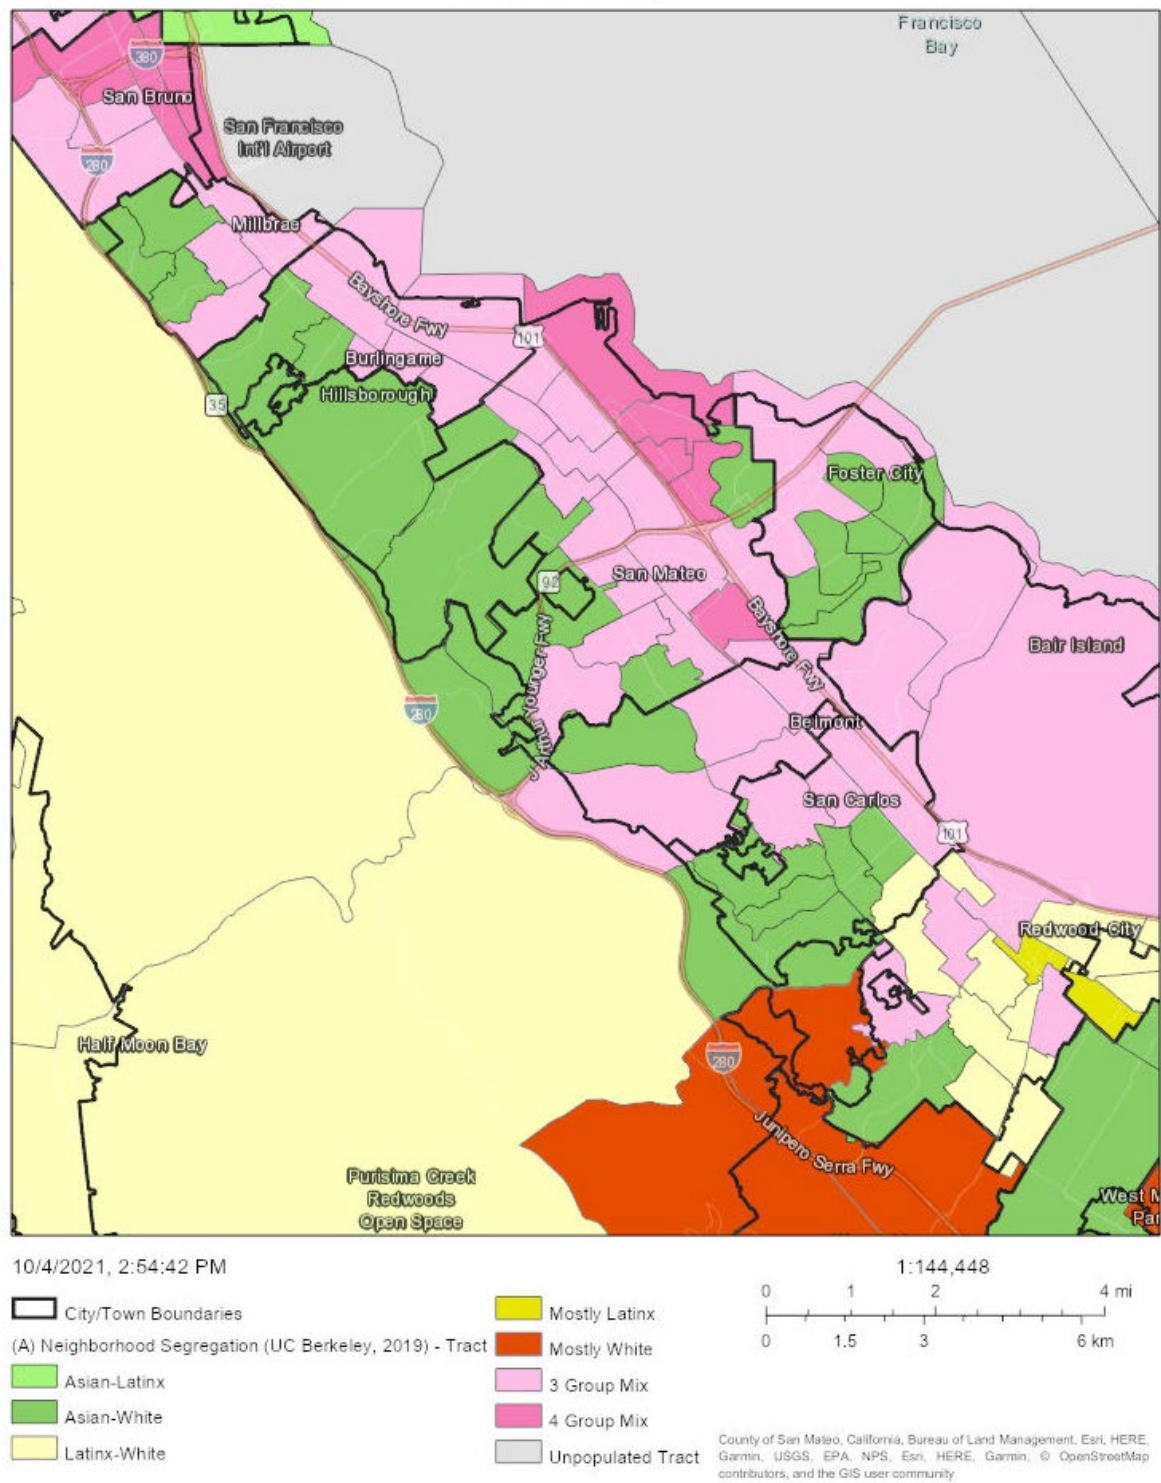 Francisco
Bay
380
San Bruno
San Francisco
Int'l Airport
280
Millbrae
Bayshore Fwy
101
Burlingame
Hillsborough
35
Foster City
92
San Mateo
Bayshore Fwy
Bair Island
J Arthur Younger Fwy
280
Belmont
San Carlos
101
Redwood City
Half Moon Bay
280
Junipero Serra Fwy
Purisima Creek
Redwoods
Open Space
West M
Par
10/4/2021, 2:54:42 PM
1:144,448
0 1 2 4 mi
0 1.5 3 6 km
City/Town Boundaries
(A) Neighborhood Segregation (UC Berkeley, 2019) - Tract
Asian-Latinx
Asian-White
Latinx-White
Mostly Latinx
Mostly White
3 Group Mix
4 Group Mix
Unpopulated Tract
County of San Mateo, California, Bureau of Land Management, Esri, HERE,
Garmin, USGS, EPA, NPS, Esri, HERE, Garmin, © OpenStreetMap
contributors, and the GIS user community